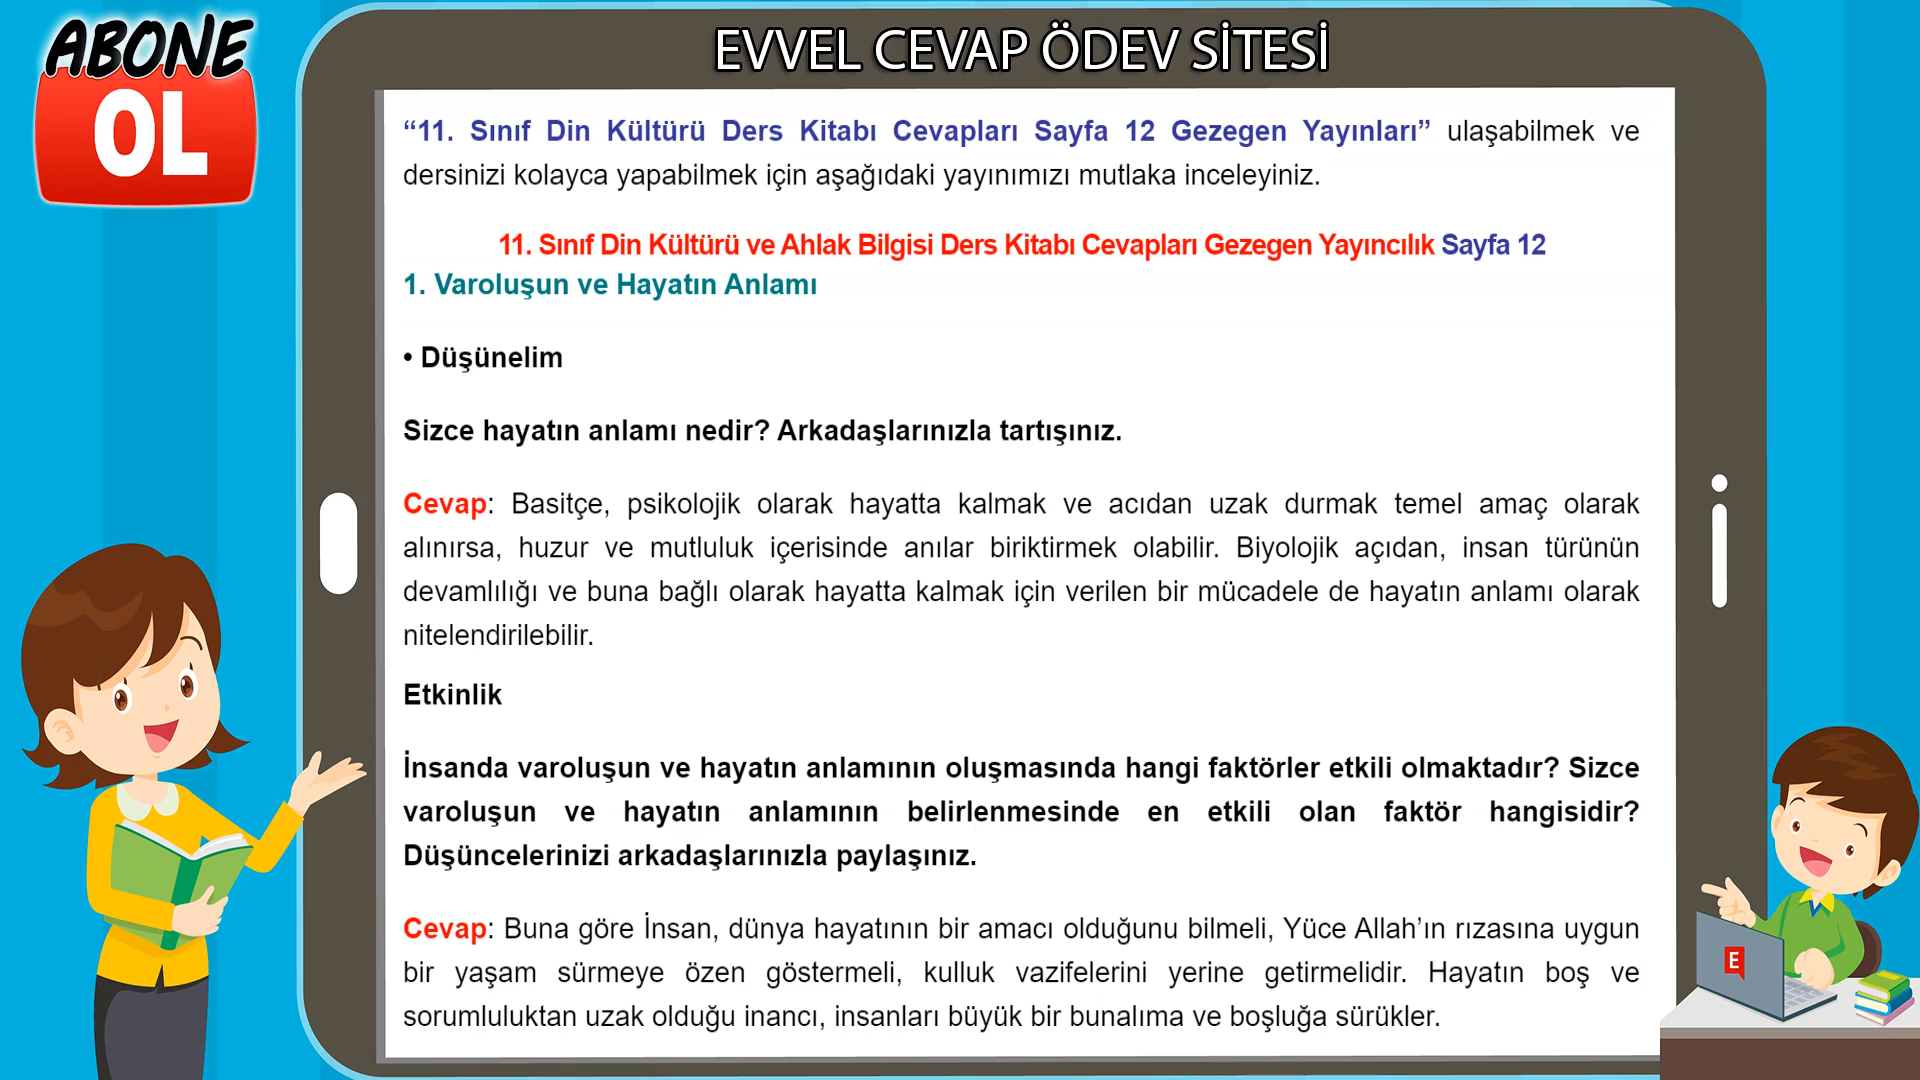 ABONE
OL
EVVEL CEVAP ÖDEV SİTESİ
“11. Sınıf Din Kültürü Ders Kitabı Cevapları Sayfa 12 Gezegen Yayınları” ulaşabilmek ve
dersinizi kolayca yapabilmek için aşağıdaki yayınımızı mutlaka inceleyiniz.
11. Sınıf Din Kültürü ve Ahlak Bilgisi Ders Kitabı Cevapları Gezegen Yayıncılık Sayfa 12
1. Varoluşun ve Hayatın Anlamı
• Düşünelim
Sizce hayatın anlamı nedir? Arkadaşlarınızla tartışınız.
Cevap: Basitçe, psikolojik olarak hayatta kalmak ve acıdan uzak durmak temel amaç olarak
alınırsa, huzur ve mutluluk içerisinde anılar biriktirmek olabilir. Biyolojik açıdan, insan türünün
devamlılığı ve buna bağlı olarak hayatta kalmak için verilen bir mücadele de hayatın anlamı olarak
nitelendirilebilir.
Etkinlik
İnsanda varoluşun ve hayatın anlamının oluşmasında hangi faktörler etkili olmaktadır? Sizce
varoluşun ve hayatın anlamının belirlenmesinde en etkili olan faktör hangisidir?
Düşüncelerinizi arkadaşlarınızla paylaşınız.
Cevap: Buna göre İnsan, dünya hayatının bir amacı olduğunu bilmeli, Yüce Allah’ın rızasına uygun
bir yaşam sürmeye özen göstermeli, kulluk vazifelerini yerine getirmelidir. Hayatın boş ve
sorumluluktan uzak olduğu inancı, insanları büyük bir bunalıma ve boşluğa sürükler.
E